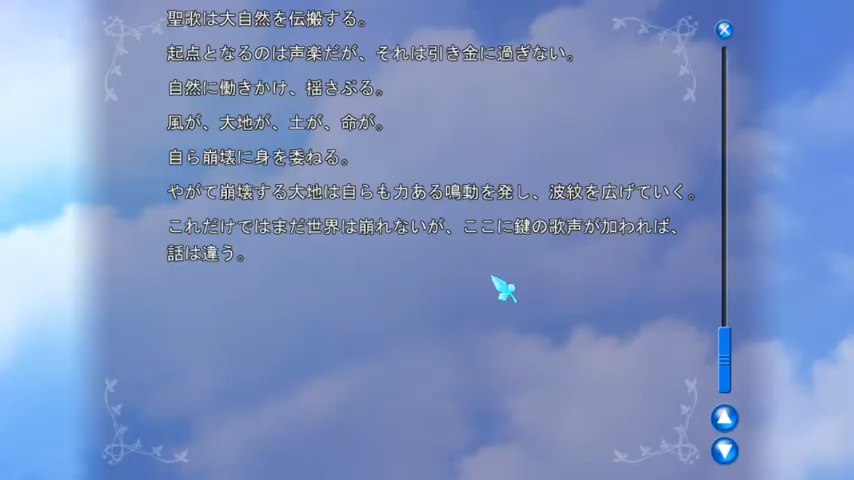 聖歌は大自然を伝搬する。
起点となるのは声楽だが、それは引き金に過ぎない。
自然に働きかけ、揺さぶる。
風が、大地が、土が、命が。
自ら崩壊に身を委ねる。
やがて崩壊する大地は自らも力ある鳴動を発し、波紋を広げていく。
これだけではまだ世界は崩れないが、ここに鍵の歌声が加われば、
話は違う。